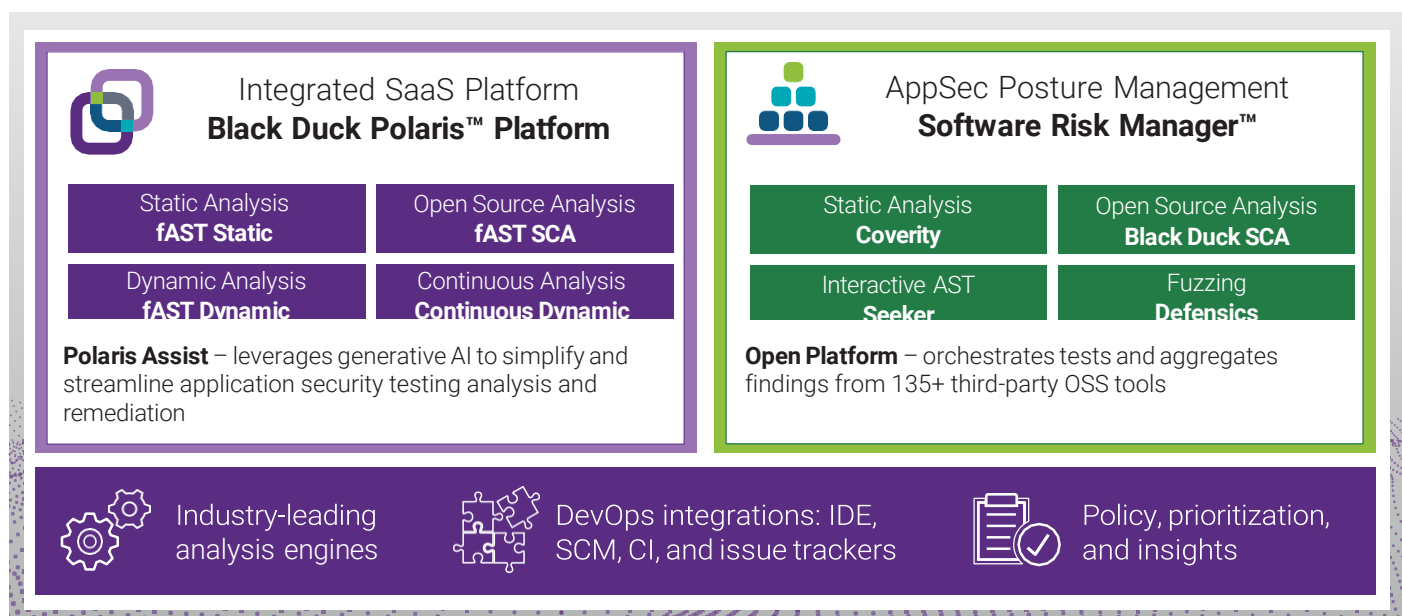 Integrated SaaS Platform
Black Duck Polaris™ Platform
Static Analysis
fAST Static
Open Source Analysis
fAST SCA
Dynamic Analysis
fAST Dynamic
Continuous Analysis
Continuous Dynamic
Polaris Assist – leverages generative AI to simplify and
streamline application security testing analysis and
remediation
AppSec Posture Management
Software Risk Manager™
Static Analysis
Coverity
Open Source Analysis
Black Duck SCA
Interactive AST
Seeker
Fuzzing
Defensics
Open Platform – orchestrates tests and aggregates
findings from 135+ third-party OSS tools
Industry-leading
analysis engines
DevOps integrations: IDE,
SCM, CI, and issue trackers
Policy, prioritization,
and insights